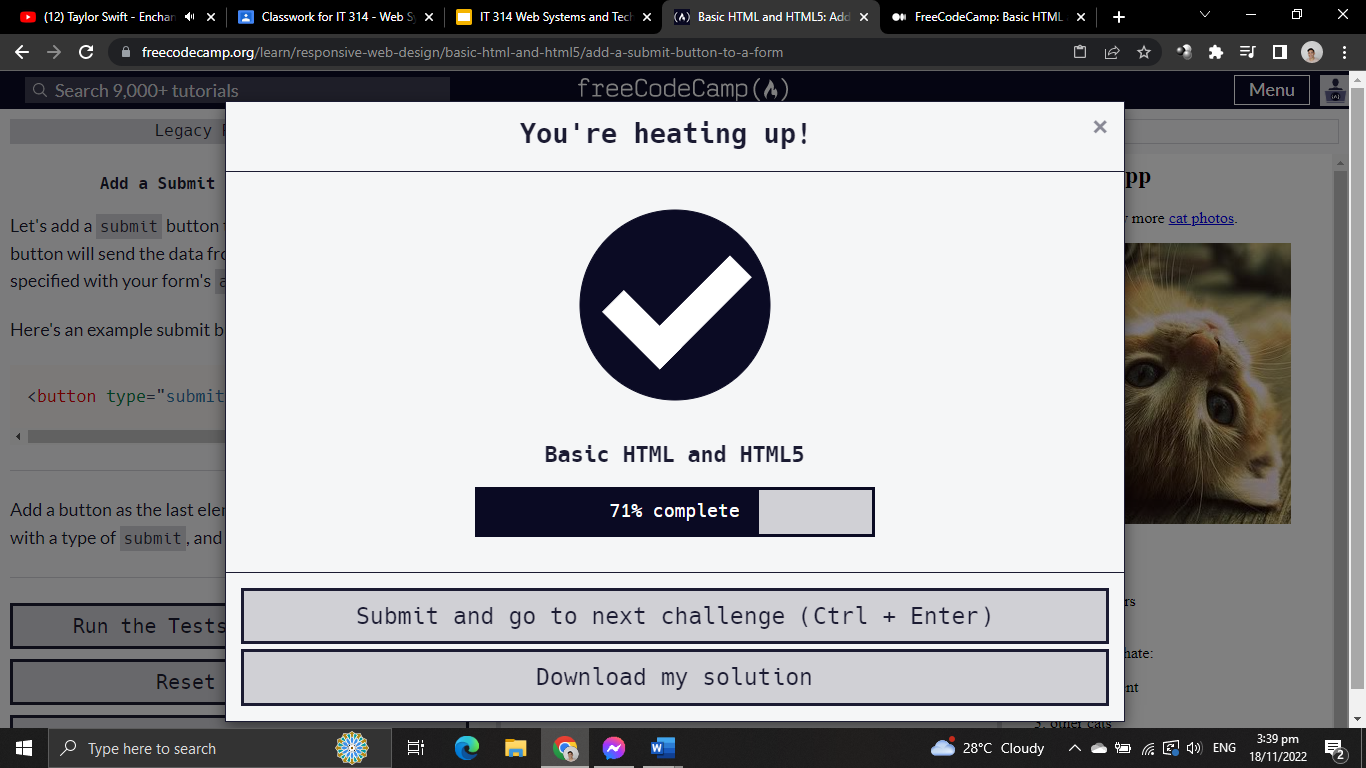 (12) Taylor Swift - Enchan
Classwork for IT 314 - Web S
IT 314 Web Systems and Tech
Basic HTML and HTML5: Add
FreeCodeCamp: Basic HTML
freecodecamp.org/learn/responsive-web-design/basic-html-and-html5/add-a-submit-button-to-a-form
Search 9,000+ tutorials
freeCodeCamp
Menu
Legacy
You're heating up!
Add a Submit
Let's add a submit button
button will send the data fro
specified with your form's
Here's an example submit b
<button type="submit
Add a button as the last elem
with a type of submit, and
Run the Tests
Reset
Basic HTML and HTML5
71% complete
Submit and go to next challenge (Ctrl + Enter)
Download my solution
pp
more cat photos.
rs
hate:
ent
3. other cats
Type here to search
28°C Cloudy
ENG
3:39 pm
18/11/2022
2